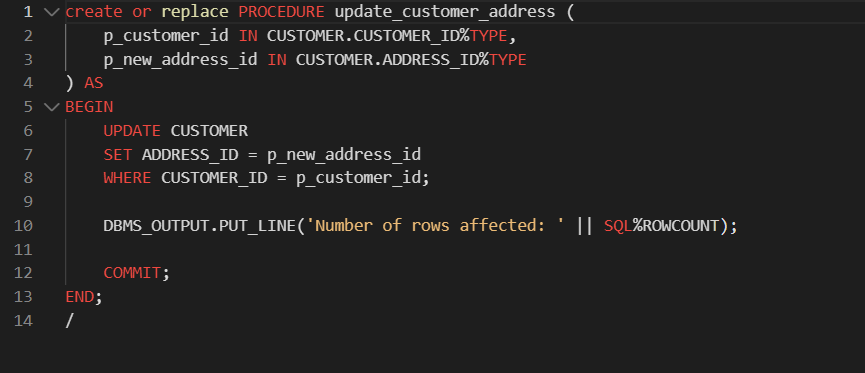 1 create or replace PROCEDURE update_customer_address (
2     p_customer_id IN CUSTOMER.CUSTOMER_ID%TYPE,
3     p_new_address_id IN CUSTOMER.ADDRESS_ID%TYPE
4 ) AS
5 BEGIN
6     UPDATE CUSTOMER
7     SET ADDRESS_ID = p_new_address_id
8     WHERE CUSTOMER_ID = p_customer_id;
9
10     DBMS_OUTPUT.PUT_LINE('Number of rows affected: ' || SQL%ROWCOUNT);
11
12     COMMIT;
13 END;
14 /